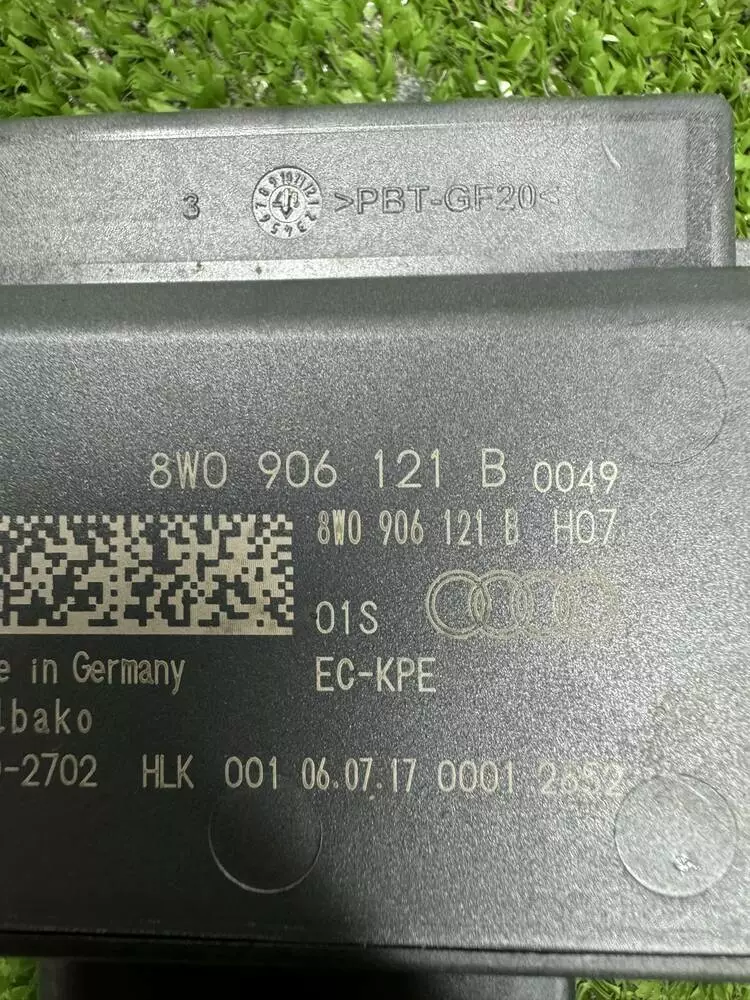 3 >PBT-GF20<
8W0 906 121 B 0049
8W0 906 121 B H07
01S
e in Germany EC-KPE
lbako
-2702 HLK 001 06.07.17 0001 2652